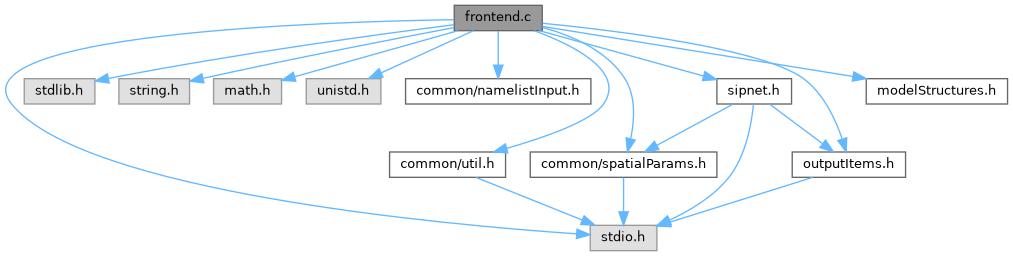 frontend.c
stdlib.h
string.h
math.h
unistd.h
common/namelistInput.h
sipnet.h
modelStructures.h
common/util.h
common/spatialParams.h
outputItems.h
stdio.h